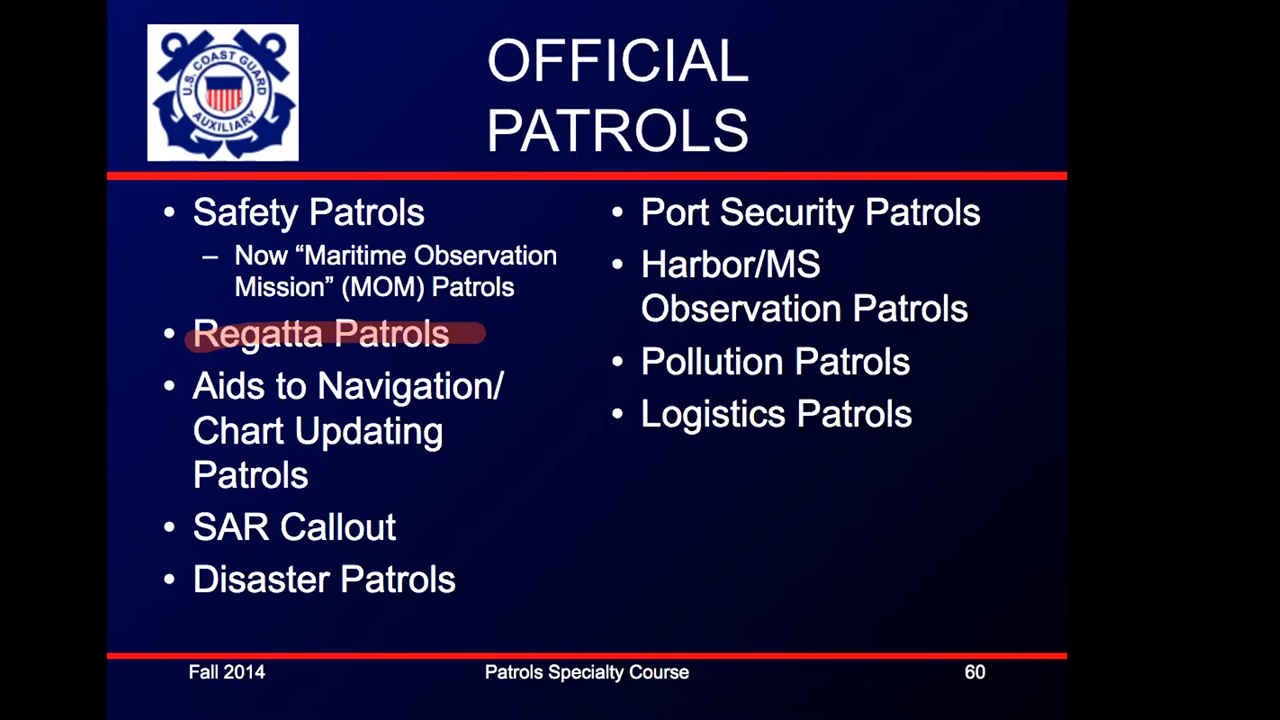 U.S. COAST GUARD
AUXILIARY
OFFICIAL
PATROLS
• Safety Patrols
– Now “Maritime Observation
Mission” (MOM) Patrols
• Regatta Patrols
• Aids to Navigation/
Chart Updating
Patrols
• SAR Callout
• Disaster Patrols
• Port Security Patrols
• Harbor/MS
Observation Patrols
• Pollution Patrols
• Logistics Patrols
Fall 2014
Patrols Specialty Course
60